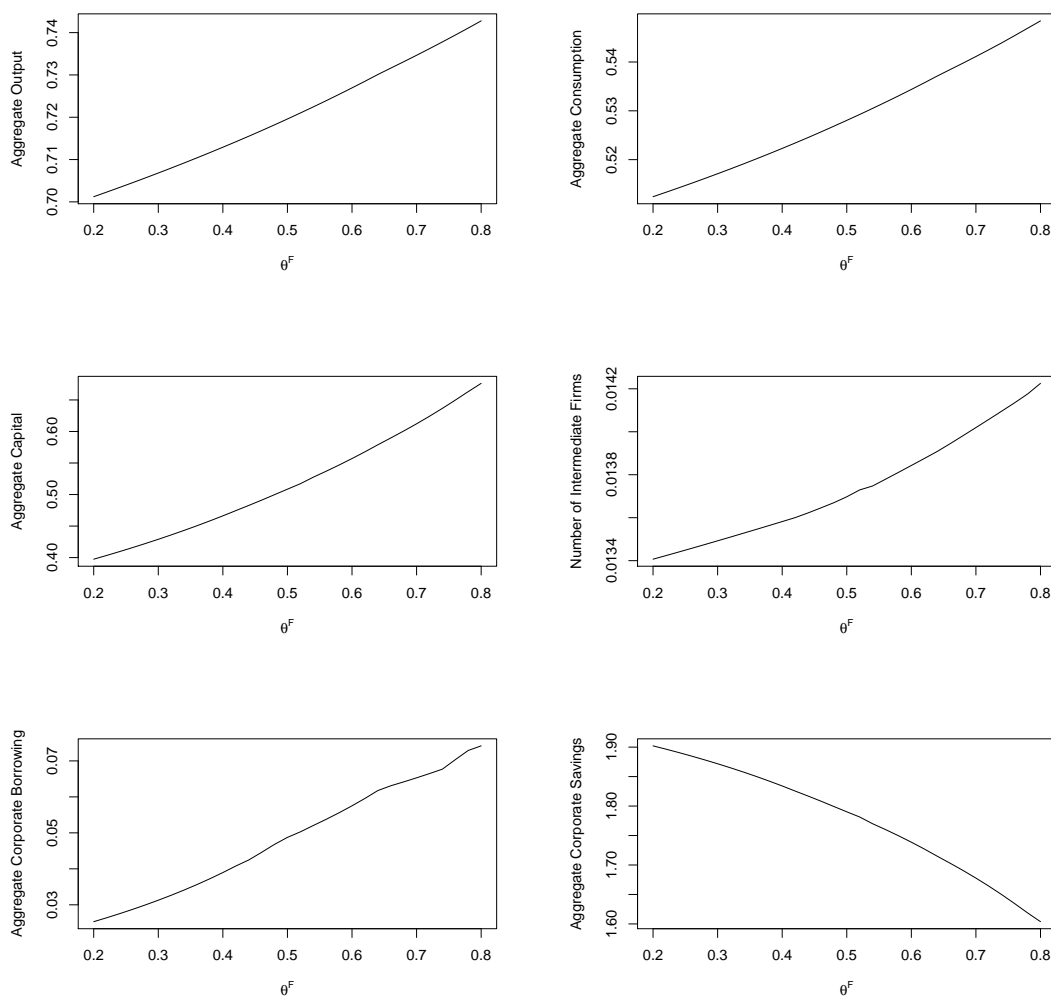 Aggregate Output
0.74
0.73
0.72
0.71
0.70
0.2 0.3 0.4 0.5 0.6 0.7 0.8
θF
Aggregate Consumption
0.54
0.53
0.52
0.2 0.3 0.4 0.5 0.6 0.7 0.8
θF
Aggregate Capital
0.60
0.50
0.40
0.2 0.3 0.4 0.5 0.6 0.7 0.8
θF
Number of Intermediate Firms
0.0142
0.0138
0.0134
0.2 0.3 0.4 0.5 0.6 0.7 0.8
θF
Aggregate Corporate Borrowing
0.07
0.05
0.03
0.2 0.3 0.4 0.5 0.6 0.7 0.8
θF
Aggregate Corporate Savings
1.90
1.80
1.70
1.60
0.2 0.3 0.4 0.5 0.6 0.7 0.8
θF